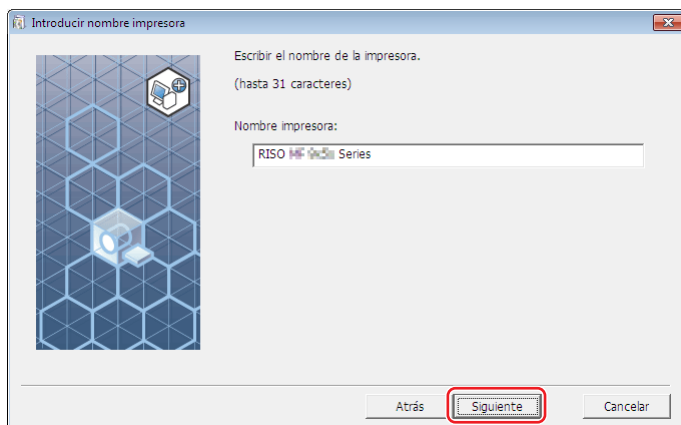 Introducir nombre impresora
Escribir el nombre de la impresora.
(hasta 31 caracteres)
Nombre impresora:
RISO Series
Atrás
Siguiente
Cancelar